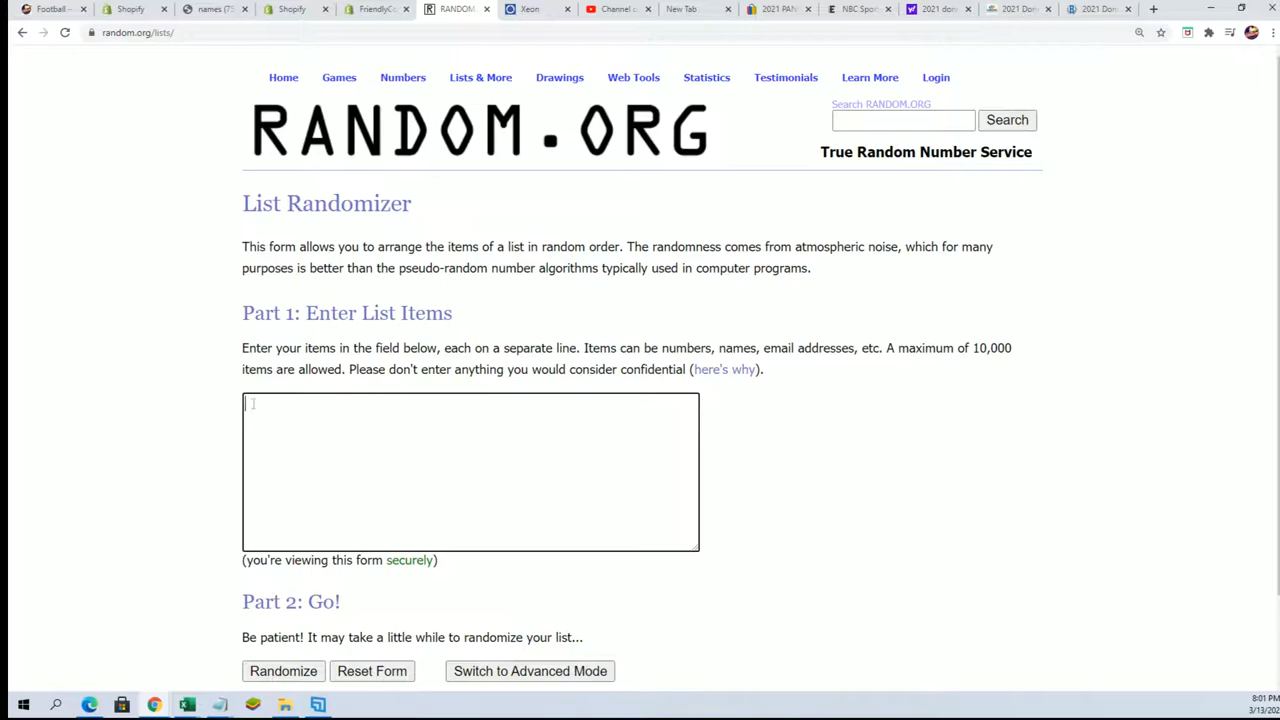 Football
Shopify
names (75
Shopify
FriendlyCo
RANDOM
Xeon
Channel c
New Tab
2021 PAN
NBC Spor
2021 don
2021 Don
2021 Don
random.org/lists/
Home Games Numbers Lists & More Drawings Web Tools Statistics Testimonials Learn More Login
RANDOM.ORG
Search RANDOM.ORG
Search
True Random Number Service
List Randomizer
This form allows you to arrange the items of a list in random order. The randomness comes from atmospheric noise, which for many
purposes is better than the pseudo-random number algorithms typically used in computer programs.
Part 1: Enter List Items
Enter your items in the field below, each on a separate line. Items can be numbers, names, email addresses, etc. A maximum of 10,000
items are allowed. Please don't enter anything you would consider confidential (here's why).
(you're viewing this form securely)
Part 2: Go!
Be patient! It may take a little while to randomize your list...
Randomize Reset Form Switch to Advanced Mode
8:01 PM
3/13/202